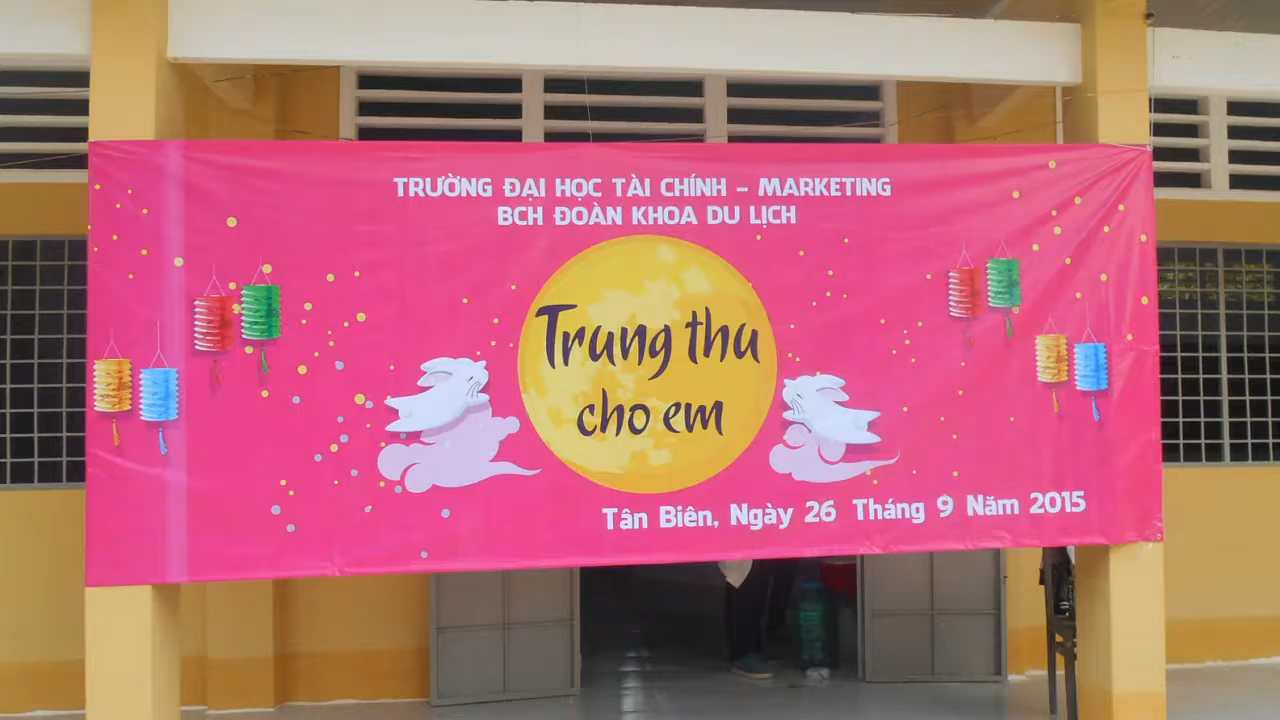 TRƯỜNG ĐẠI HỌC TÀI CHÍNH – MARKETING
BCH ĐOÀN KHOA DU LỊCH
Trung thu
cho em
Tân Biên, Ngày 26 Tháng 9 Năm 2015